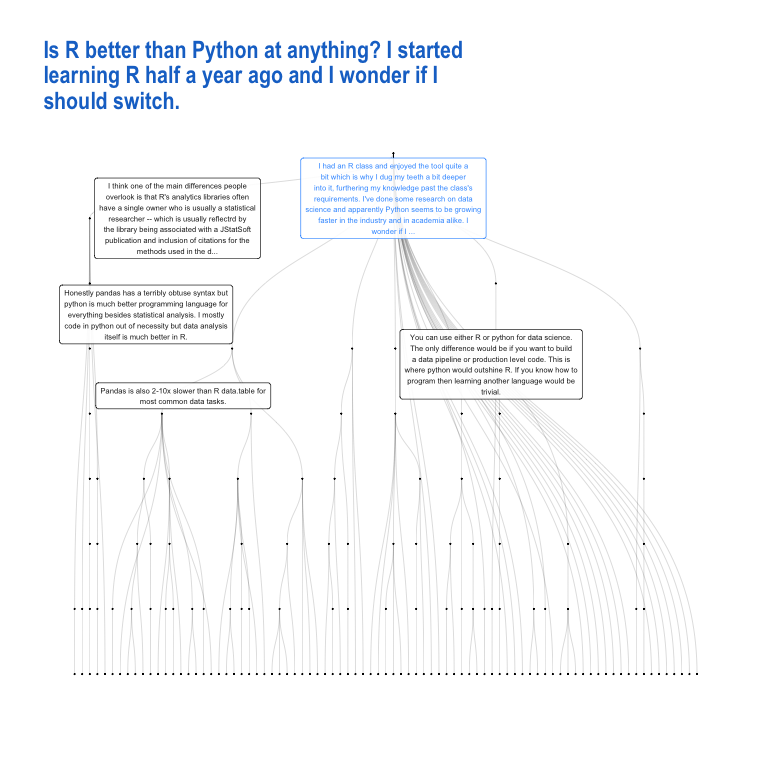 Is R better than Python at anything? I started
learning R half a year ago and I wonder if I
should switch.
I had an R class and enjoyed the tool quite a
bit which is why I dug my teeth a bit deeper
into it, furthering my knowledge past the class's
requirements. I've done some research on data
science and apparently Python seems to be growing
faster in the industry and in academia alike. I
wonder if I ...
I think one of the main differences people
overlook is that R's analytics libraries often
have a single owner who is usually a statistical
researcher -- which is usually reflectrd by
the library being associated with a JStatSoft
publication and inclusion of citations for the
methods used in the d...
Honestly pandas has a terribly obtuse syntax but
python is much better programming language for
everything besides statistical analysis. I mostly
code in python out of necessity but data analysis
itself is much better in R.
You can use either R or python for data science.
The only difference would be if you want to build
a data pipeline or production level code. This is
where python would outshine R. If you know how to
program then learning another language would be
trivial.
Pandas is also 2-10x slower than R data.table for
most common data tasks.